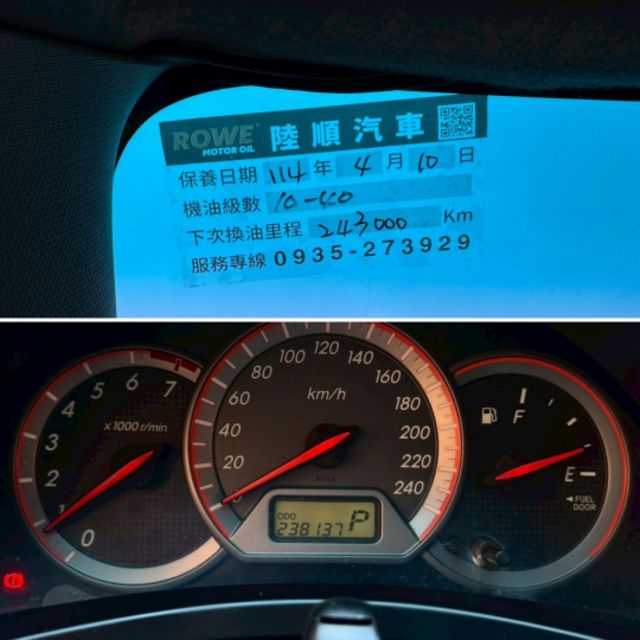 ROWE 陸順汽車
MOTOR OIL
保養日期 114 年 4 月 10 日
機油級數 10-40
下次換油里程 243000 Km
服務專線 0935-273929
0 1 2 3 4 5 6 7
x1000 r/min
0 20 40 60 80 100 120 140 160 180 200 220 240
km/h
ODO
238137 P
F
E
FUEL
DOOR